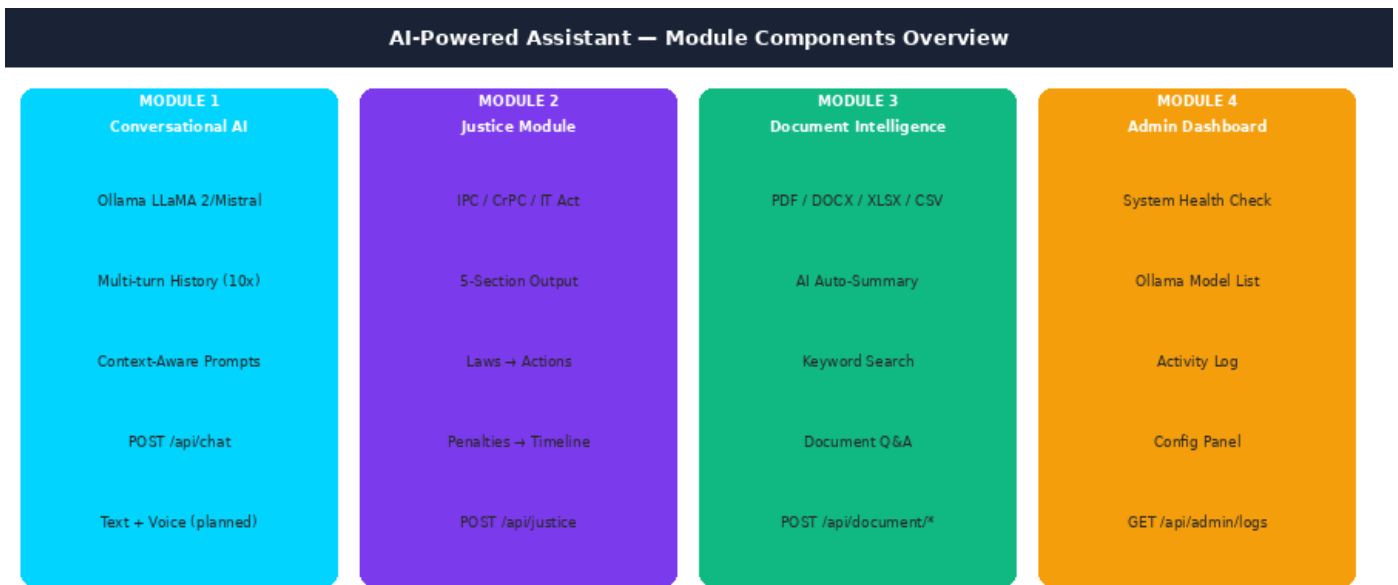 AI-Powered Assistant — Module Components Overview
MODULE 1
Conversational AI
Ollama LLaMA 2/Mistral
Multi-turn History (10x)
Context-Aware Prompts
POST /api/chat
Text + Voice (planned)
MODULE 2
Justice Module
IPC / CrPC / IT Act
5-Section Output
Laws → Actions
Penalties → Timeline
POST /api/justice
MODULE 3
Document Intelligence
PDF / DOCX / XLSX / CSV
AI Auto-Summary
Keyword Search
Document Q&A
POST /api/document/*
MODULE 4
Admin Dashboard
System Health Check
Ollama Model List
Activity Log
Config Panel
GET /api/admin/logs